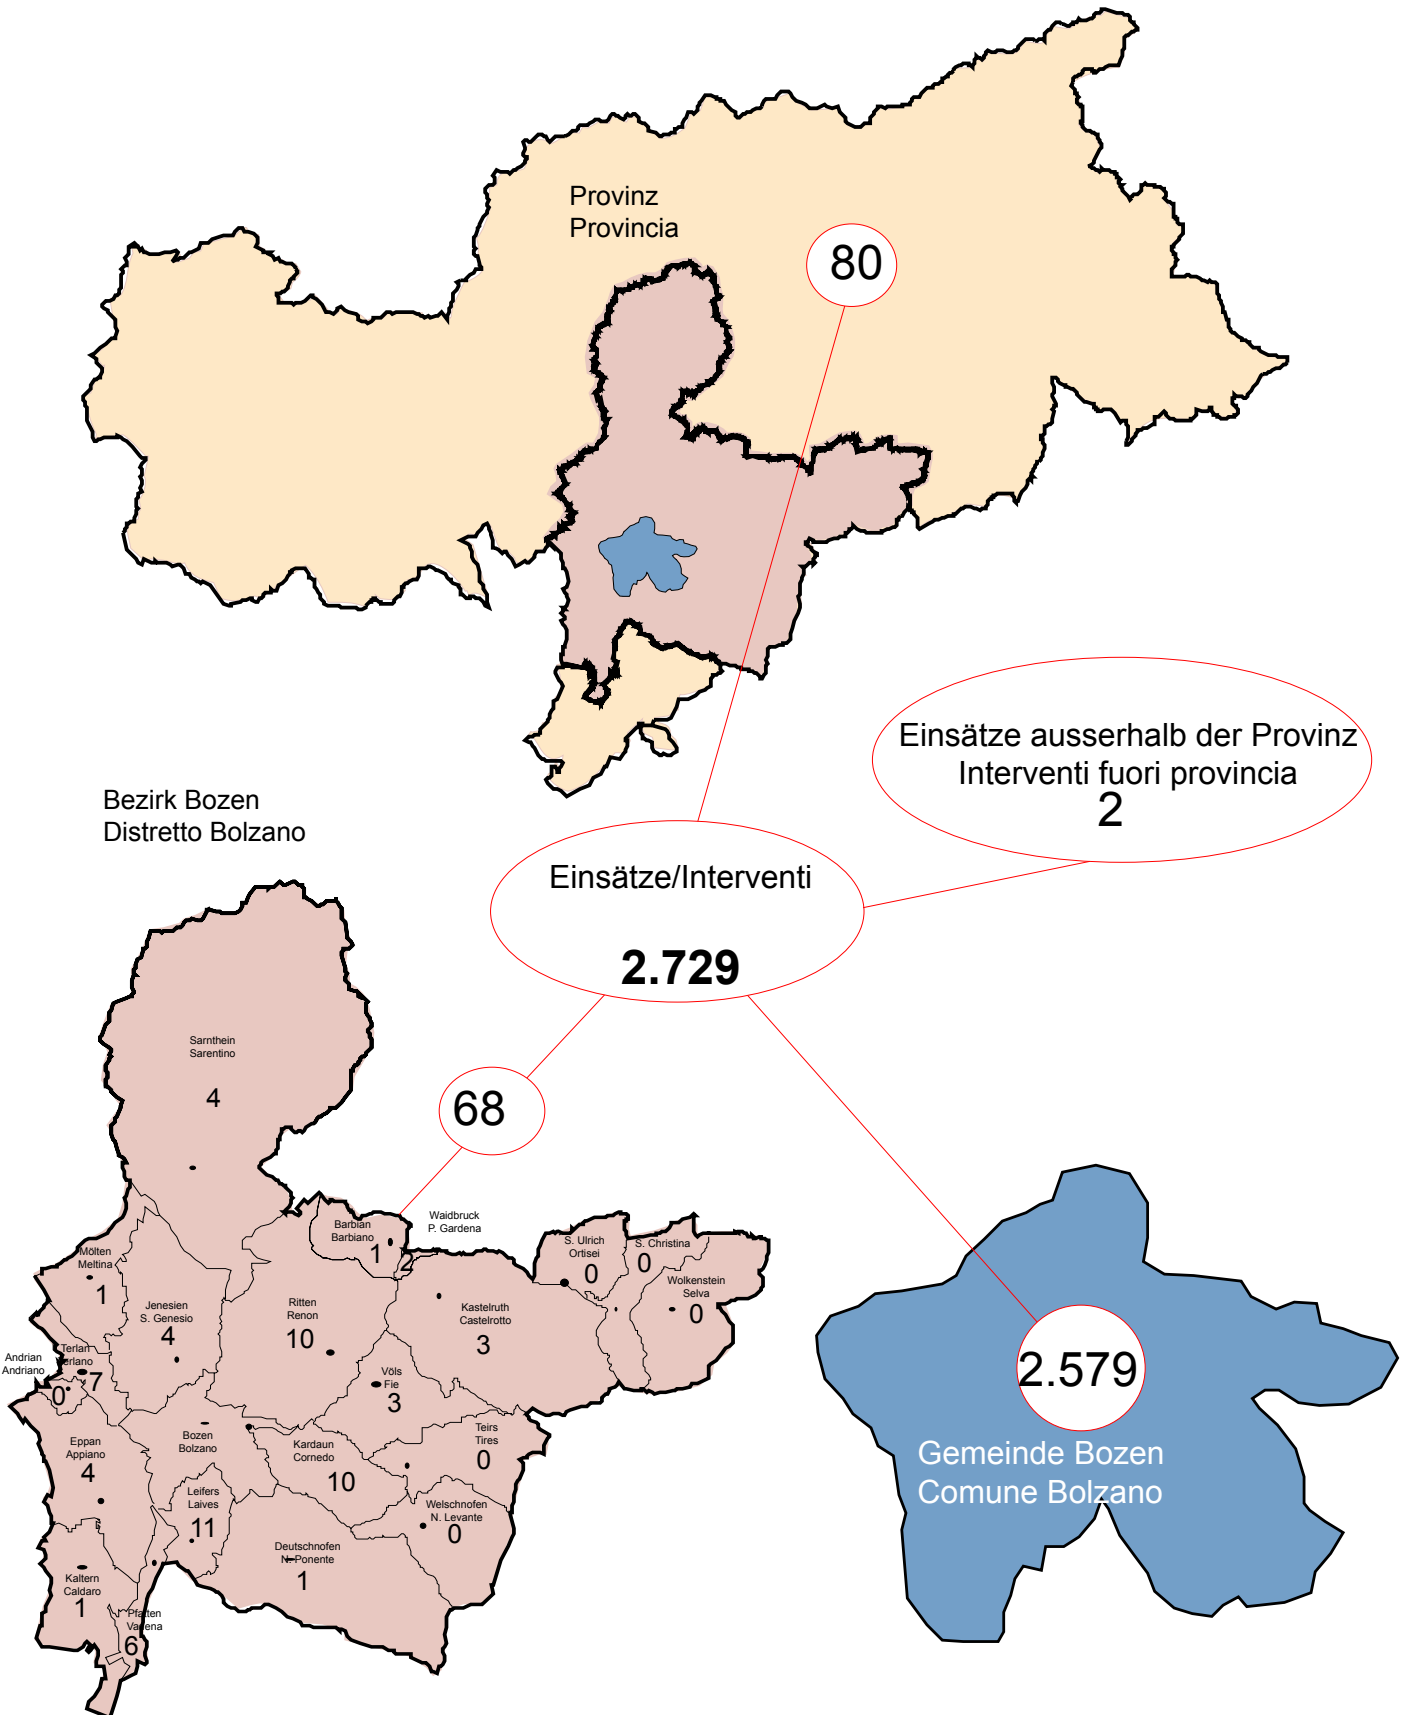 Provinz
Provincia
80
Einsätze ausserhalb der Provinz
Interventi fuori provincia
2
Bezirk Bozen
Distretto Bolzano
Einsätze/Interventi
2.729
68
Sarnthein
Sarentino
4
Barbian
Barbiano
1
Waidbruck
P. Gardena
2
S. Ulrich
Ortisei
0
S. Christina
0
Wolkenstein
Selva
0
Mölten
Meltina
1
Jenesien
S. Genesio
4
Ritten
Renon
10
Kastelruth
Castelrotto
3
Andrian
Andriano
0
Terlan
erlano
7
Völs
Fie
3
Teirs
Tires
0
Eppan
Appiano
4
Bozen
Bolzano
Kardaun
Cornedo
10
Leifers
Laives
11
Welschnofen
N. Levante
0
Deutschnofen
N. Ponente
1
Kaltern
Caldaro
1
Pfatten
Vadena
6
2.579
Gemeinde Bozen
Comune Bolzano